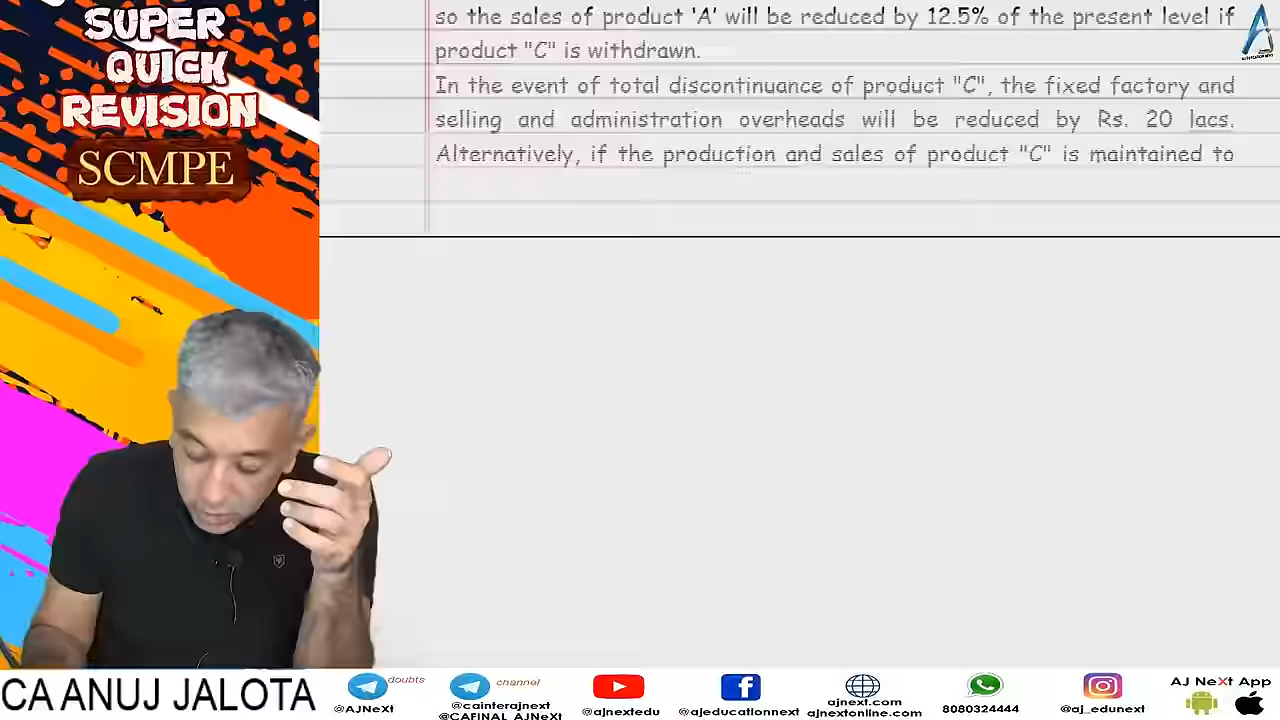 SUPER
QUICK
REVISION
SCMPE
so the sales of product 'A' will be reduced by 12.5% of the present level if
product "C" is withdrawn.
In the event of total discontinuance of product "C", the fixed factory and
selling and administration overheads will be reduced by Rs. 20 lacs.
Alternatively, if the production and sales of product "C" is maintained to
CA ANUJ JALOTA
doubts
@AJNeXt
channel
@cainterajnext
@CAFINAL_AJNeXt
@ajnextedu
@ajeducationnext
ajnext.com
ajnextonline.com
8080324444
@aj_edunext
AJ NeXt App